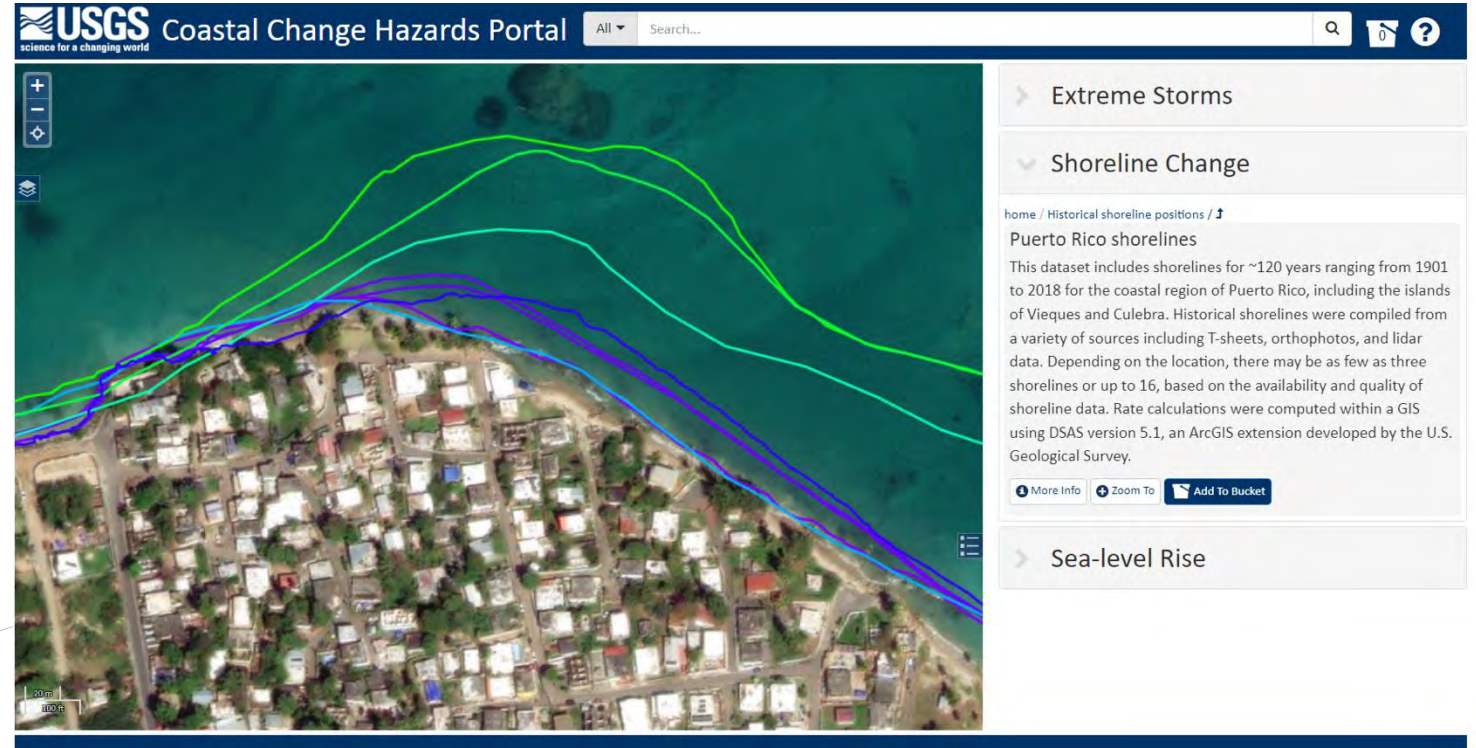 USGS
science for a changing world
Coastal Change Hazards Portal
All
Search...
0
?
+
−
Extreme Storms
Shoreline Change
home / Historical shoreline positions /
Puerto Rico shorelines
This dataset includes shorelines for ~120 years ranging from 1901
to 2018 for the coastal region of Puerto Rico, including the islands
of Vieques and Culebra. Historical shorelines were compiled from
a variety of sources including T-sheets, orthophotos, and lidar
data. Depending on the location, there may be as few as three
shorelines or up to 16, based on the availability and quality of
shoreline data. Rate calculations were computed within a GIS
using DSAS version 5.1, an ArcGIS extension developed by the U.S.
Geological Survey.
More Info
Zoom To
Add To Bucket
Sea-level Rise
20 m
100 ft